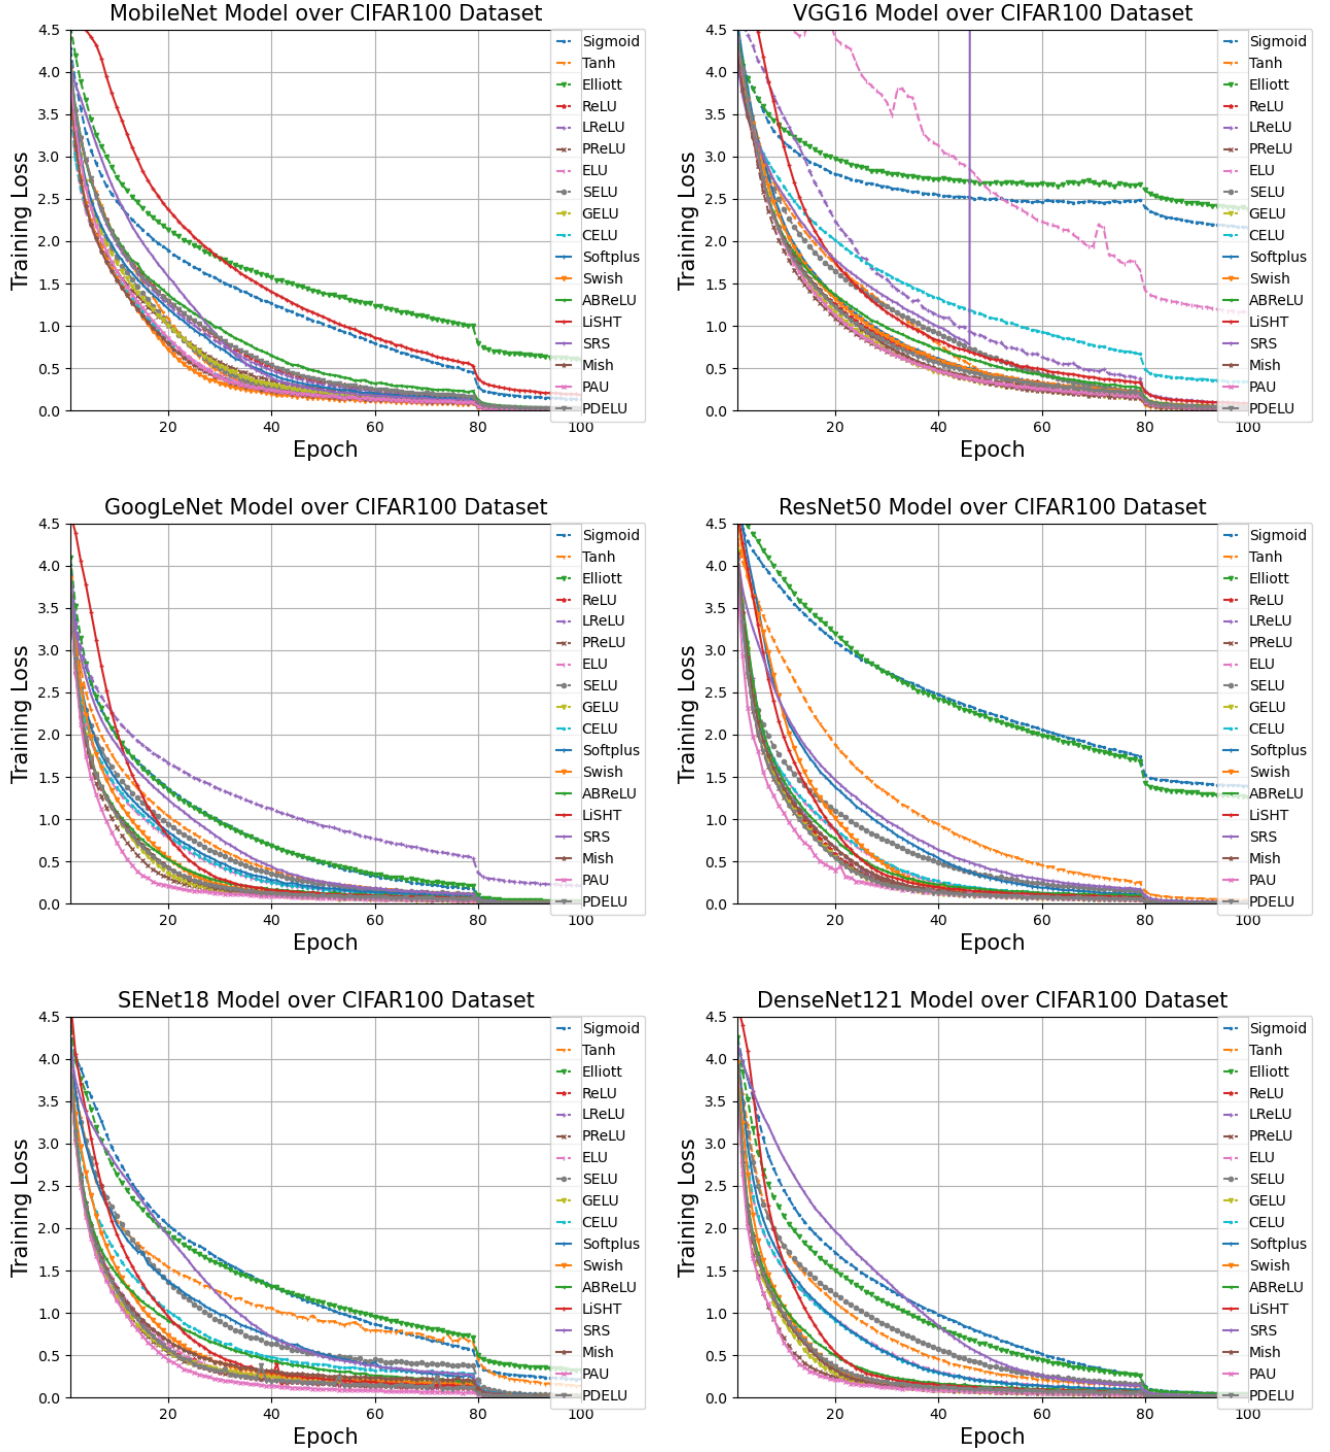 MobileNet Model over CIFAR100 Dataset
4.5
4.0
3.5
3.0
2.5
2.0
1.5
1.0
0.5
0.0
Training Loss
20
40
60
80
100
Epoch
Sigmoid
Tanh
Elliott
ReLU
LReLU
PReLU
ELU
SELU
GELU
CELU
Softplus
Swish
ABReLU
LiSHT
SRS
Mish
PAU
PDELU
VGG16 Model over CIFAR100 Dataset
4.5
4.0
3.5
3.0
2.5
2.0
1.5
1.0
0.5
0.0
Training Loss
20
40
60
80
100
Epoch
Sigmoid
Tanh
Elliott
ReLU
LReLU
PReLU
ELU
SELU
GELU
CELU
Softplus
Swish
ABReLU
LiSHT
SRS
Mish
PAU
PDELU
GoogLeNet Model over CIFAR100 Dataset
4.5
4.0
3.5
3.0
2.5
2.0
1.5
1.0
0.5
0.0
Training Loss
20
40
60
80
100
Epoch
Sigmoid
Tanh
Elliott
ReLU
LReLU
PReLU
ELU
SELU
GELU
CELU
Softplus
Swish
ABReLU
LiSHT
SRS
Mish
PAU
PDELU
ResNet50 Model over CIFAR100 Dataset
4.5
4.0
3.5
3.0
2.5
2.0
1.5
1.0
0.5
0.0
Training Loss
20
40
60
80
100
Epoch
Sigmoid
Tanh
Elliott
ReLU
LReLU
PReLU
ELU
SELU
GELU
CELU
Softplus
Swish
ABReLU
LiSHT
SRS
Mish
PAU
PDELU
SENet18 Model over CIFAR100 Dataset
4.5
4.0
3.5
3.0
2.5
2.0
1.5
1.0
0.5
0.0
Training Loss
20
40
60
80
100
Epoch
Sigmoid
Tanh
Elliott
ReLU
LReLU
PReLU
ELU
SELU
GELU
CELU
Softplus
Swish
ABReLU
LiSHT
SRS
Mish
PAU
PDELU
DenseNet121 Model over CIFAR100 Dataset
4.5
4.0
3.5
3.0
2.5
2.0
1.5
1.0
0.5
0.0
Training Loss
20
40
60
80
100
Epoch
Sigmoid
Tanh
Elliott
ReLU
LReLU
PReLU
ELU
SELU
GELU
CELU
Softplus
Swish
ABReLU
LiSHT
SRS
Mish
PAU
PDELU